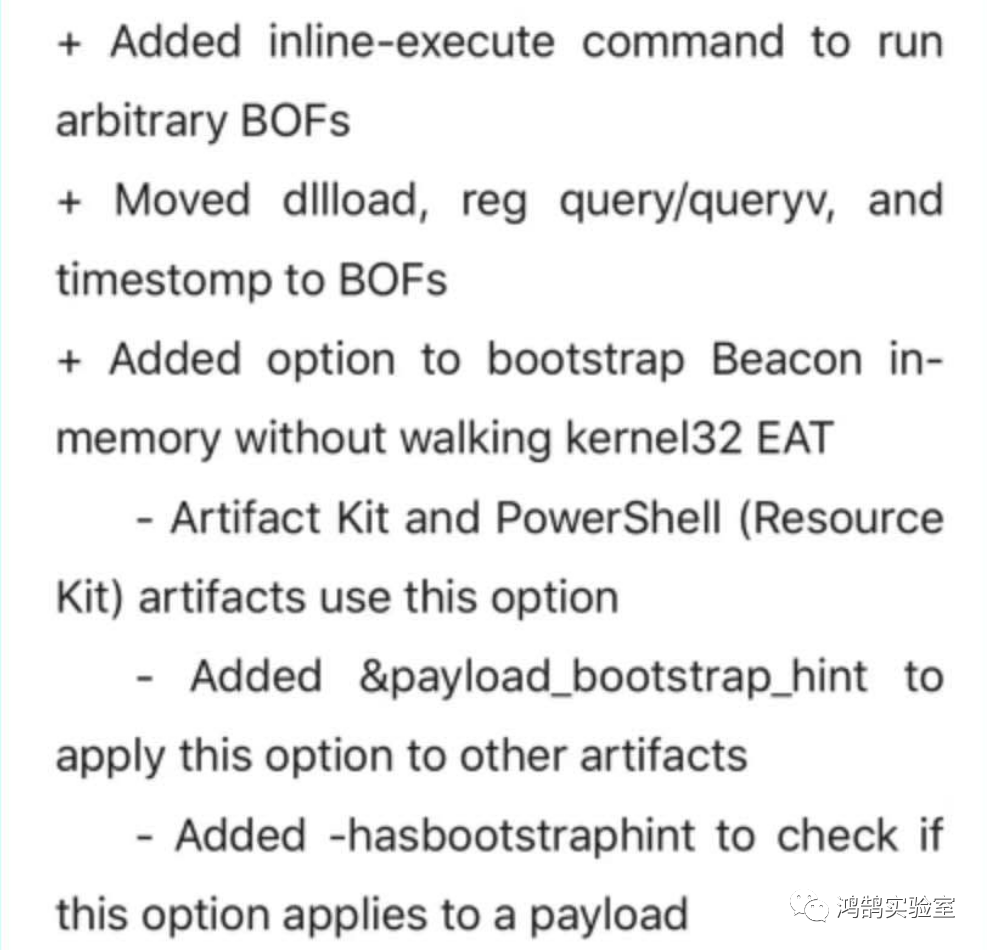 + Added inline-execute command to run
arbitrary BOFs
+ Moved dllload, reg query/queryv, and
timestomp to BOFs
+ Added option to bootstrap Beacon in-
memory without walking kernel32 EAT
- Artifact Kit and PowerShell (Resource
Kit) artifacts use this option
- Added &payload_bootstrap_hint to
apply this option to other artifacts
- Added -hasbootstraphint to check if
this option applies to a payload
鸿鹄实验室